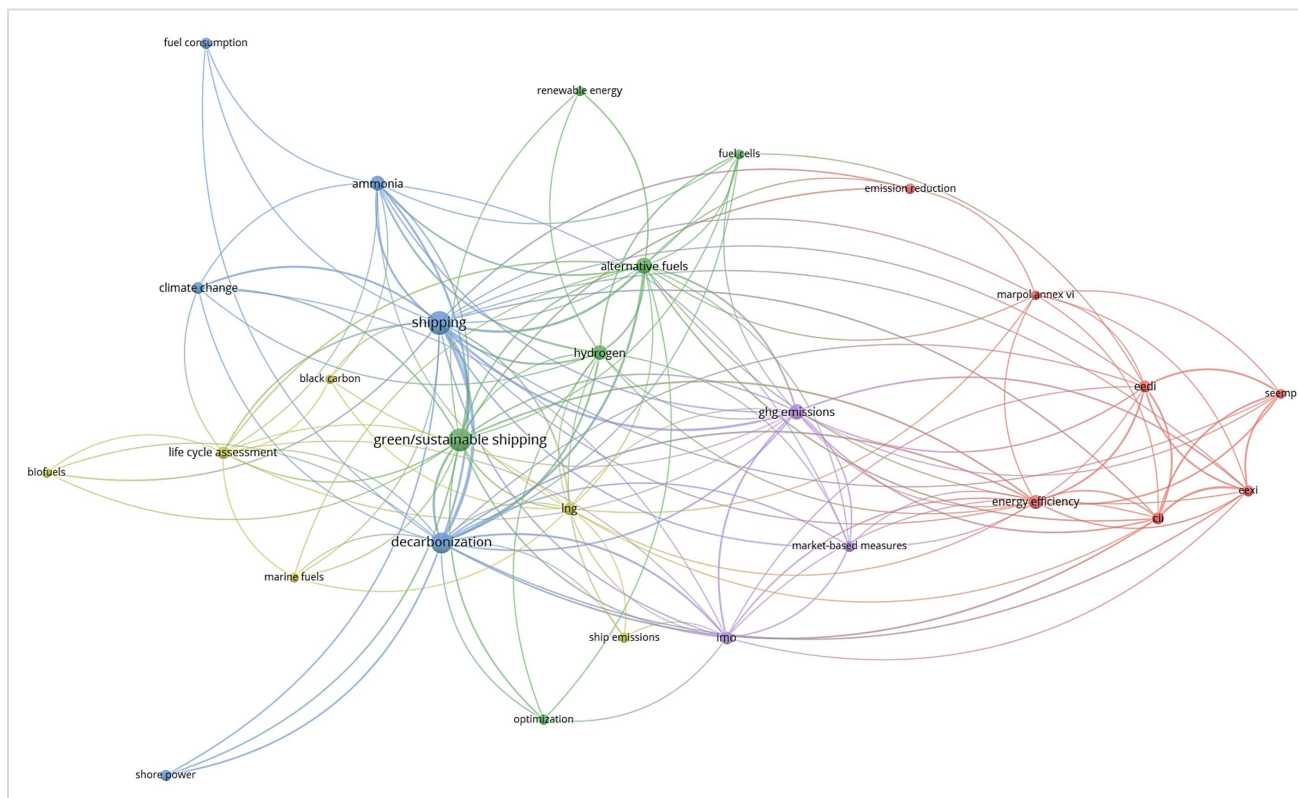 fuel consumption
renewable energy
fuel cells
ammonia
emission reduction
alternative fuels
climate change
marpol annex vi
shipping
hydrogen
black carbon
eedi
seemp
ghg emissions
green/sustainable shipping
life cycle assessment
biofuels
eexi
energy efficiency
lng
cii
decarbonization
market-based measures
marine fuels
ship emissions
imo
optimization
shore power